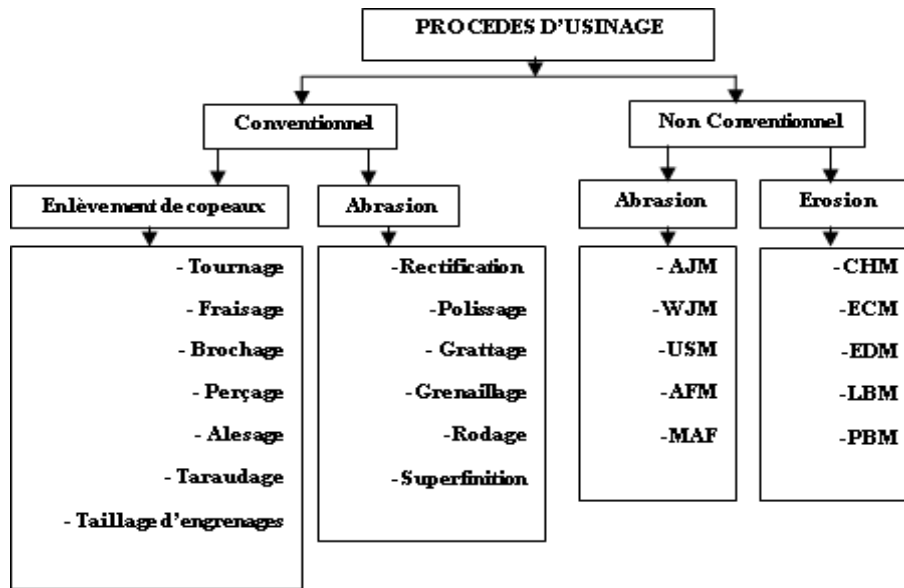 PROCEDES D'USINAGE
Conventionnel
Non Conventionnel
Enlèvement de copeaux
Abrasion
Abrasion
Erosion
- Tournage
- Fraisage
- Brochage
- Perçage
- Alesage
- Taraudage
- Taillage d'engrenages
-Rectification
-Polissage
- Grattage
-Grenaillage
-Rodage
-Superfinition
- AJM
-WJM
-USM
-AFM
-MAF
-CHM
-ECM
-EDM
-LBM
-PBM